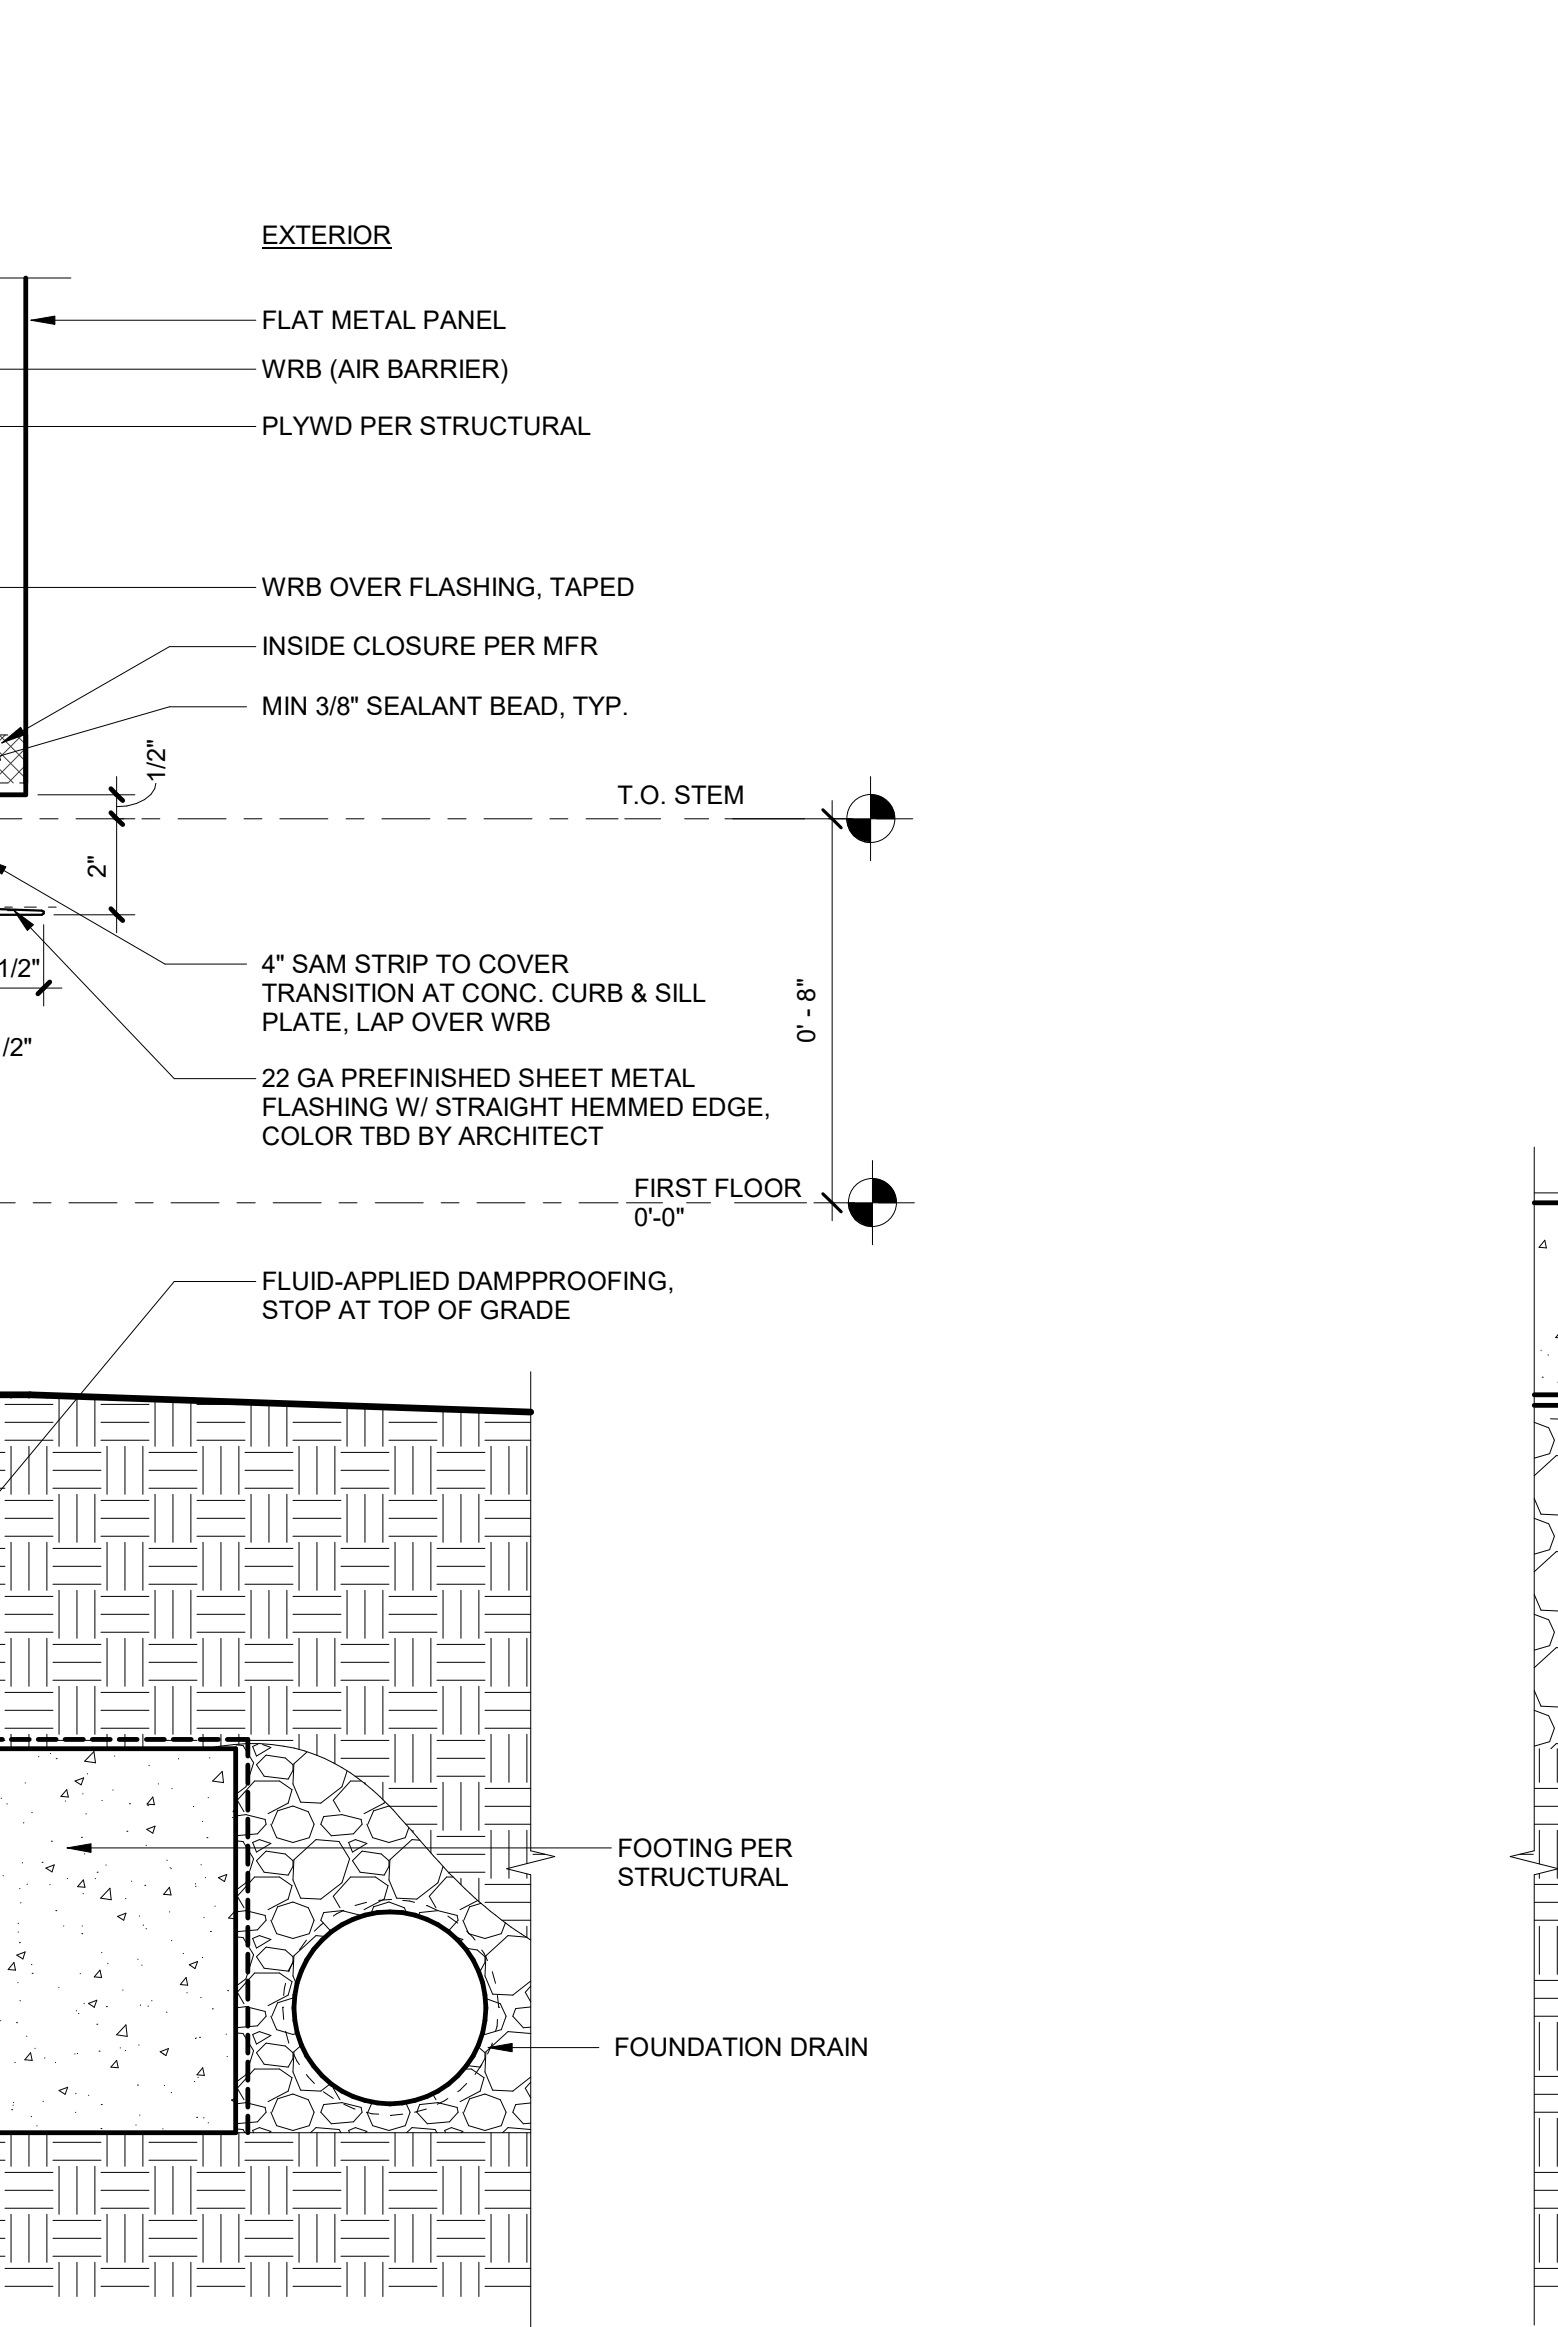 EXTERIOR
FLAT METAL PANEL
WRB (AIR BARRIER)
PLYWD PER STRUCTURAL
WRB OVER FLASHING, TAPED
INSIDE CLOSURE PER MFR
MIN 3/8" SEALANT BEAD, TYP.
1/2"
T.O. STEM
2"
4" SAM STRIP TO COVER
TRANSITION AT CONC. CURB & SILL
PLATE, LAP OVER WRB
1/2"
0' - 8"
/2"
22 GA PREFINISHED SHEET METAL
FLASHING W/ STRAIGHT HEMMED EDGE,
COLOR TBD BY ARCHITECT
FIRST FLOOR
0'-0"
FLUID-APPLIED DAMPPROOFING,
STOP AT TOP OF GRADE
FOOTING PER
STRUCTURAL
FOUNDATION DRAIN